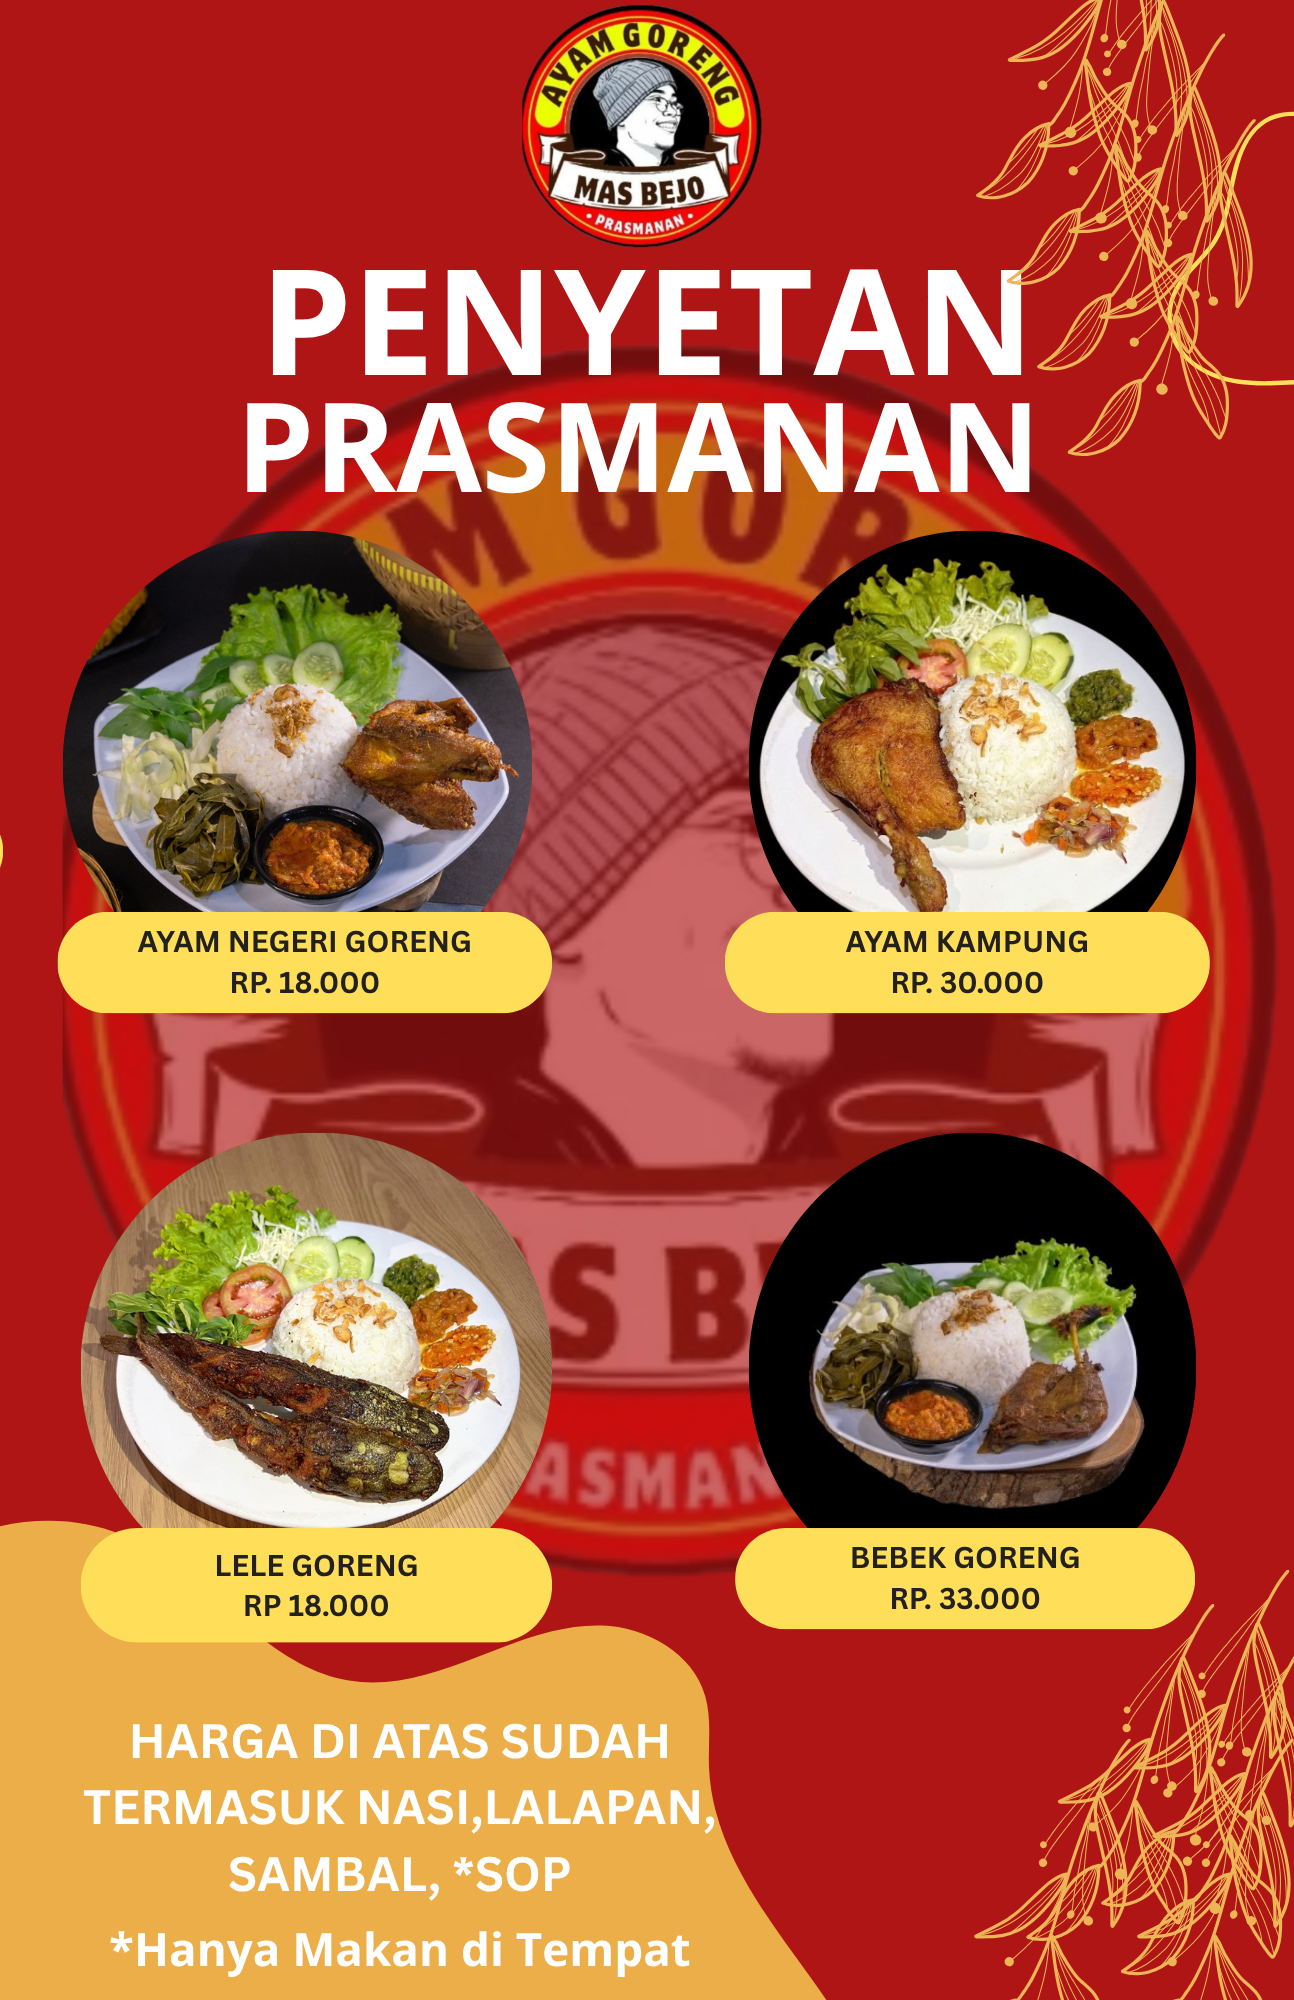 AYAM GORENG
MAS BEJO
• PRASMANAN •
PENYETAN
PRASMANAN
AYAM NEGERI GORENG
RP. 18.000
AYAM KAMPUNG
RP. 30.000
LELE GORENG
RP 18.000
BEBEK GORENG
RP. 33.000
HARGA DI ATAS SUDAH
TERMASUK NASI,LALAPAN,
SAMBAL, *SOP
*Hanya Makan di Tempat